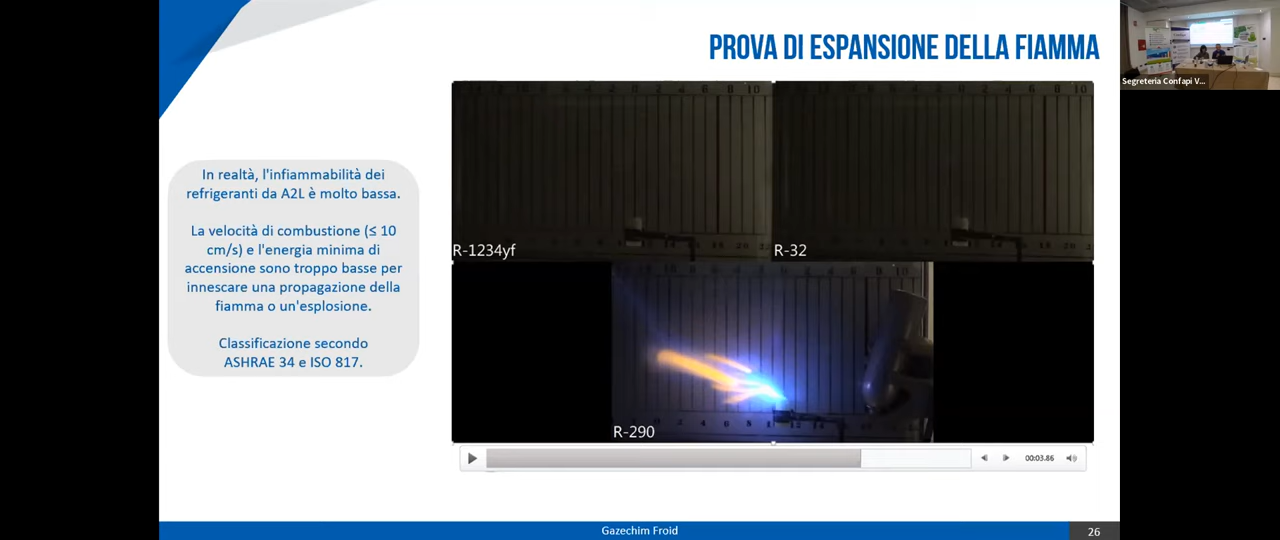 PROVA DI ESPANSIONE DELLA FIAMMA
Segreteria Confapi V...
In realtà, l'infiammabilità dei
refrigeranti da A2L è molto bassa.
La velocità di combustione (≤ 10
cm/s) e l'energia minima di
accensione sono troppo basse per
innescare una propagazione della
fiamma o un'esplosione.
Classificazione secondo
ASHRAE 34 e ISO 817.
R-1234yf
R-32
R-290
00:03.86
Gazechim Froid
26